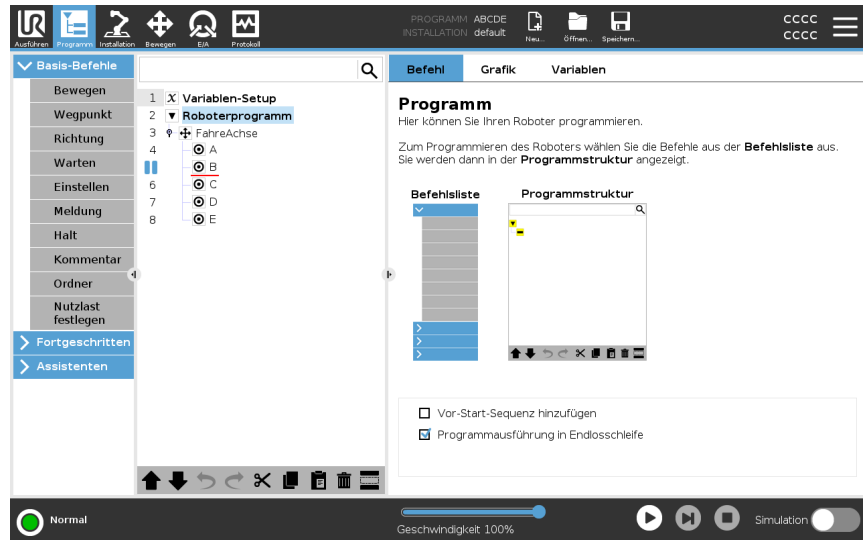 UR
Ausführen
Programm
Installation
Bewegen
E/A
Protokoll
PROGRAMM ABCDE
INSTALLATION default
Neu...
Öffnen...
Speichern...
cccc
cccc
Basis-Befehle
Bewegen
Wegpunkt
Richtung
Warten
Einstellen
Meldung
Halt
Kommentar
Ordner
Nutzlast
festlegen
Fortgeschritten
Assistenten
1 X Variablen-Setup
2 Roboterprogramm
3 FahreAchse
4 A
B
6 C
7 D
8 E
Befehl Grafik Variablen
Programm
Hier können Sie Ihren Roboter programmieren.
Zum Programmieren des Roboters wählen Sie die Befehle aus der Befehlsliste aus.
Sie werden dann in der Programmstruktur angezeigt.
Befehlsliste Programmstruktur
Vor-Start-Sequenz hinzufügen
Programmausführung in Endlosschleife
Normal
Geschwindigkeit 100%
Simulation